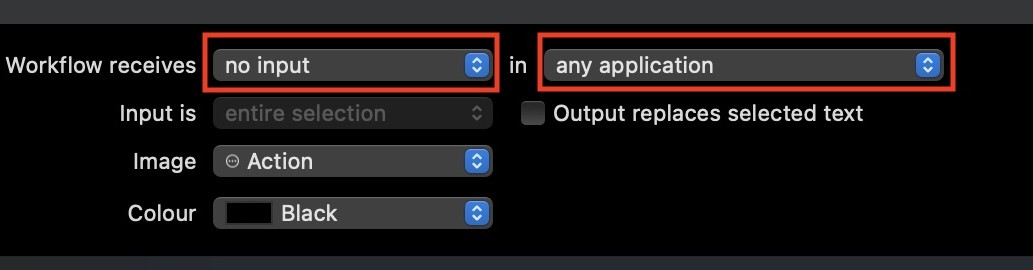 Workflow receives no input in any application
Input is entire selection Output replaces selected text
Image Action
Colour Black